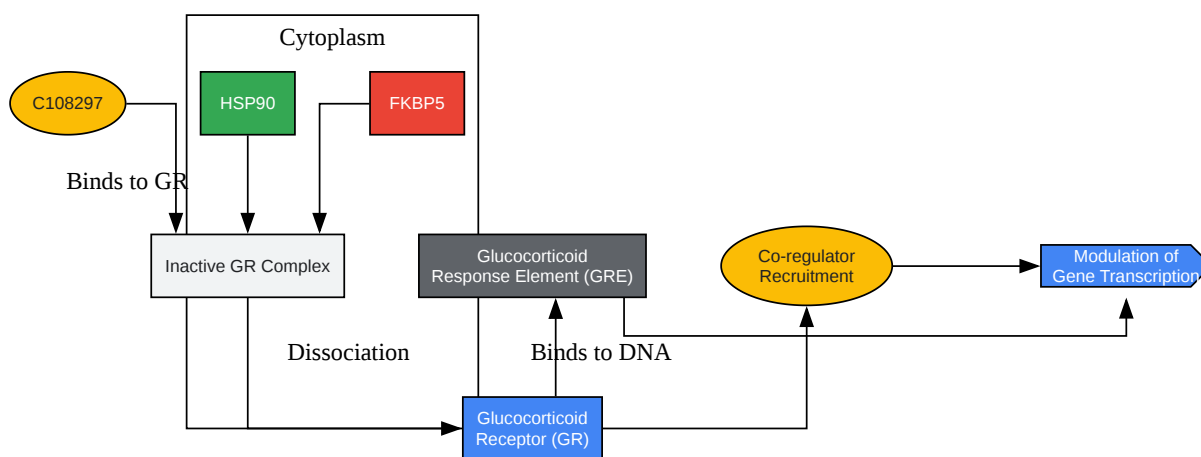 Cytoplasm
C108297
HSP90
FKBP5
Binds to GR
Inactive GR Complex
Glucocorticoid
Response Element (GRE)
Co-regulator
Recruitment
Modulation of
Gene Transcription
Dissociation
Binds to DNA
Glucocorticoid
Receptor (GR)